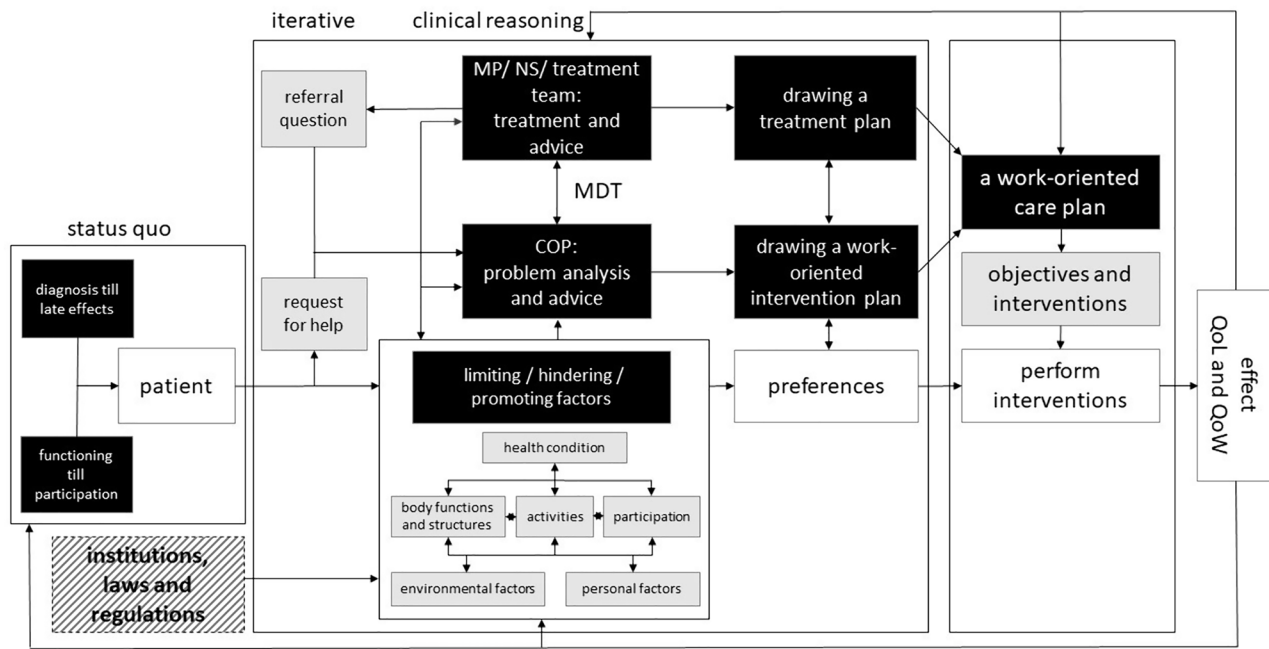 iterative
clinical reasoning
referral
question
MP/ NS/ treatment
team:
treatment and
advice
drawing a
treatment plan
a work-oriented
care plan
MDT
status quo
diagnosis till
late effects
patient
functioning
till
participation
request
for help
COP:
problem analysis
and advice
drawing a work-
oriented
intervention plan
objectives and
interventions
limiting / hindering /
promoting factors
preferences
perform
interventions
effect
QoL and QoW
health condition
body functions
and structures
activities
participation
environmental factors
personal factors
institutions,
laws and
regulations